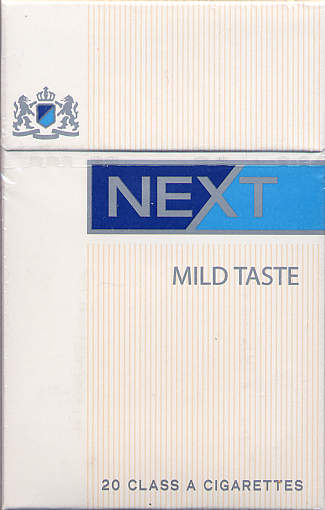 NEXT
MILD TASTE
20 CLASS A CIGARETTES